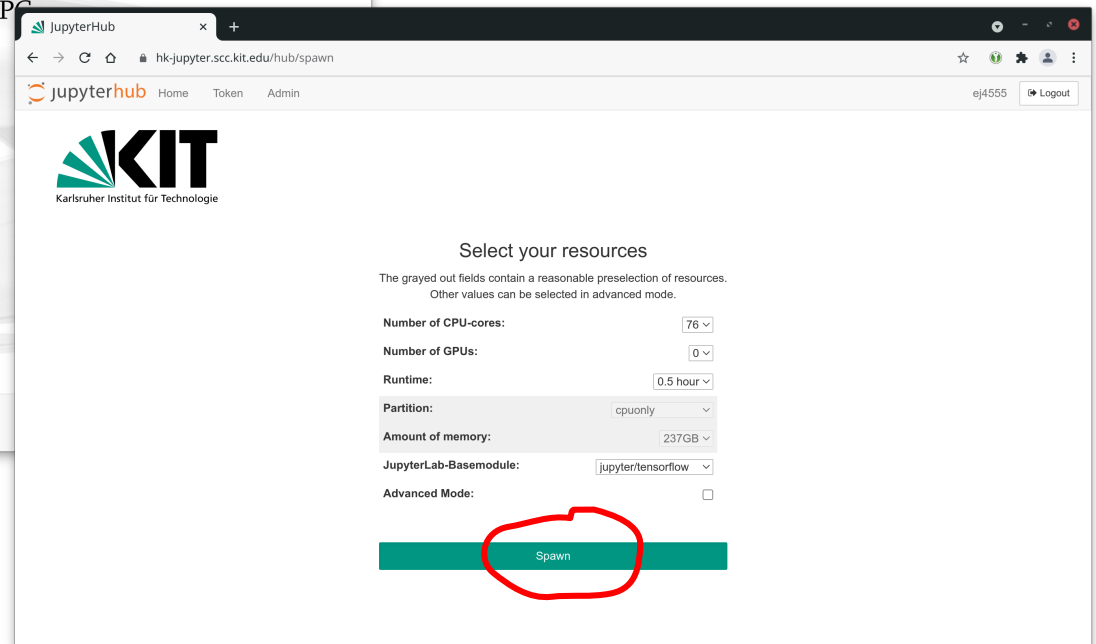 PC
JupyterHub
hk-jupyter.scc.kit.edu/hub/spawn
jupyterhub Home Token Admin ej4555 Logout
KIT
Karlsruher Institut für Technologie
Select your resources
The grayed out fields contain a reasonable preselection of resources.
Other values can be selected in advanced mode.
Number of CPU-cores: 76
Number of GPUs: 0
Runtime: 0.5 hour
Partition: cpuonly
Amount of memory: 237GB
JupyterLab-Basemodule: jupyter/tensorflow
Advanced Mode:
Spawn